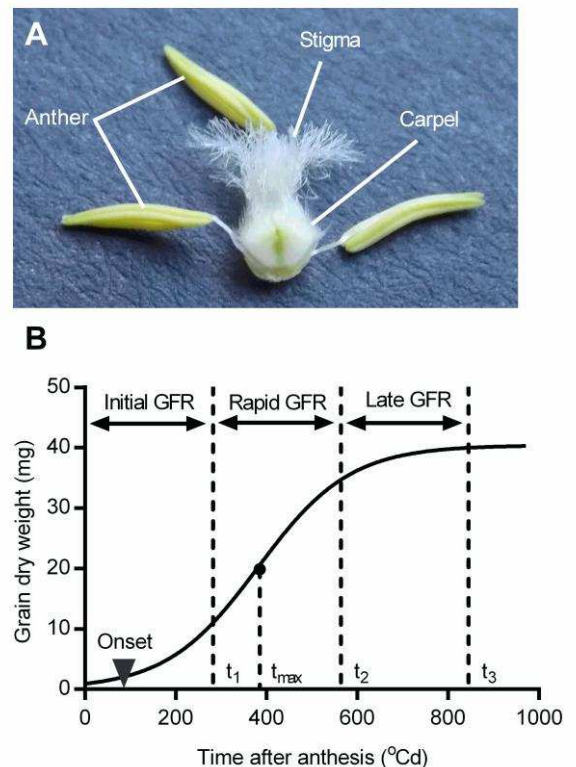 A
Stigma
Anther
Carpel
B
Initial GFR Rapid GFR Late GFR
50
40
30
20
10
0
Grain dry weight (mg)
Onset
t1 tmax t2 t3
0 200 400 600 800 1000
Time after anthesis (oCd)